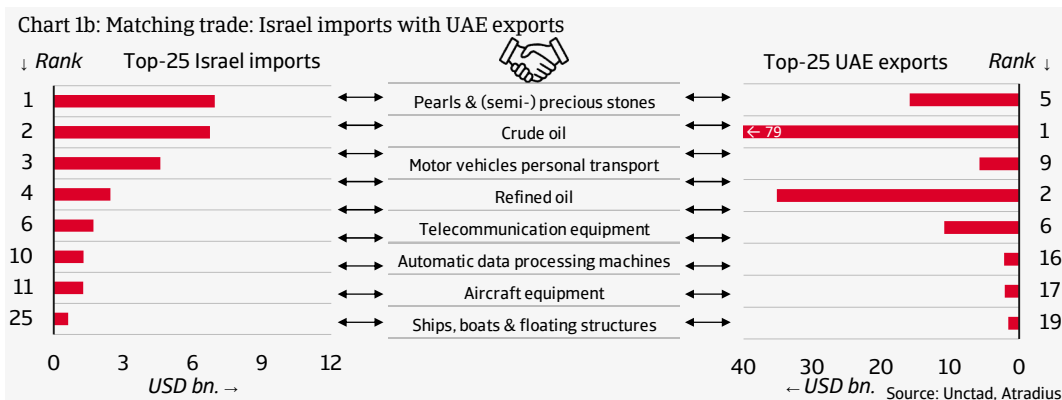 Chart 1b: Matching trade: Israel imports with UAE exports
↓ Rank Top-25 Israel imports Top-25 UAE exports Rank ↓
1 Pearls & (semi-) precious stones 5
2 Crude oil ← 79 1
3 Motor vehicles personal transport 9
4 Refined oil 2
6 Telecommunication equipment 6
10 Automatic data processing machines 16
11 Aircraft equipment 17
25 Ships, boats & floating structures 19
0 3 6 9 12 40 30 20 10 0
USD bn. → ← USD bn. Source: Unctad, Atradius